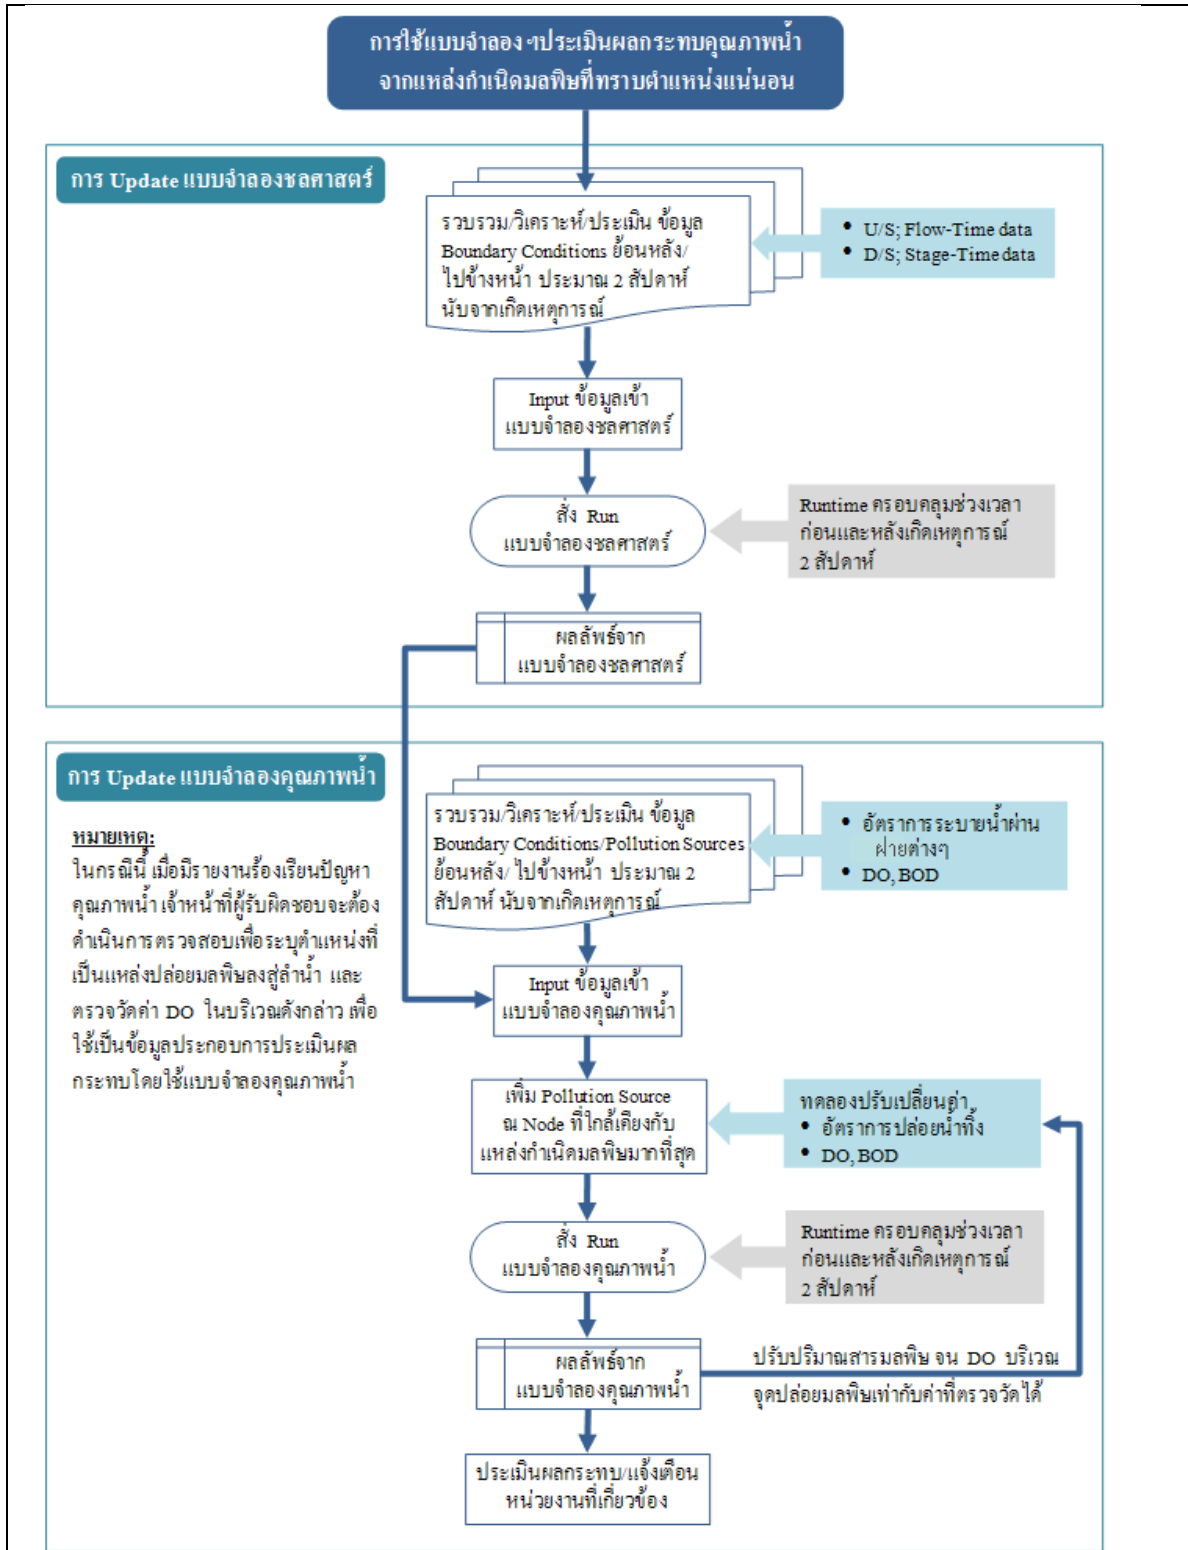 การใช้แบบจำลองฯประเมินผลกระทบคุณภาพน้ำ
จากแหล่งกำเนิดมลพิษที่ทราบตำแหน่งแน่นอน
การ Update แบบจำลองชลศาสตร์
รวบรวม/วิเคราะห์/ประเมิน ข้อมูล
Boundary Conditions ย้อนหลัง/
ไปข้างหน้า ประมาณ 2 สัปดาห์
นับจากเกิดเหตุการณ์
• U/S; Flow-Time data
• D/S; Stage-Time data
Input ข้อมูลเข้า
แบบจำลองชลศาสตร์
สั่ง Run
แบบจำลองชลศาสตร์
Runtime ครอบคลุมช่วงเวลา
ก่อนและหลังเกิดเหตุการณ์
2 สัปดาห์
ผลลัพธ์จาก
แบบจำลองชลศาสตร์
การ Update แบบจำลองคุณภาพน้ำ
หมายเหตุ:
ในกรณีนี้ เมื่อมีรายงานร้องเรียนปัญหา
คุณภาพน้ำ เจ้าหน้าที่ผู้รับผิดชอบจะต้อง
ดำเนินการตรวจสอบเพื่อระบุตำแหน่งที่
เป็นแหล่งปล่อยมลพิษลงสู่ลำน้ำ และ
ตรวจวัดค่า DO ในบริเวณดังกล่าว เพื่อ
ใช้เป็นข้อมูลประกอบการประเมินผล
กระทบโดยใช้แบบจำลองคุณภาพน้ำ
รวบรวม/วิเคราะห์/ประเมิน ข้อมูล
Boundary Conditions/Pollution Sources
ย้อนหลัง/ ไปข้างหน้า ประมาณ 2
สัปดาห์ นับจากเกิดเหตุการณ์
• อัตราการระบายน้ำผ่าน
ฝายต่างๆ
• DO, BOD
Input ข้อมูลเข้า
แบบจำลองคุณภาพน้ำ
เพิ่ม Pollution Source
ณ Node ที่ใกล้เคียงกับ
แหล่งกำเนิดมลพิษมากที่สุด
ทดลองปรับเปลี่ยนค่า
• อัตราการปล่อยน้ำทิ้ง
• DO, BOD
สั่ง Run
แบบจำลองคุณภาพน้ำ
Runtime ครอบคลุมช่วงเวลา
ก่อนและหลังเกิดเหตุการณ์
2 สัปดาห์
ผลลัพธ์จาก
แบบจำลองคุณภาพน้ำ
ปรับปริมาณสารมลพิษ จน DO บริเวณ
จุดปล่อยมลพิษเท่ากับค่าที่ตรวจวัดได้
ประเมินผลกระทบ/แจ้งเตือน
หน่วยงานที่เกี่ยวข้อง